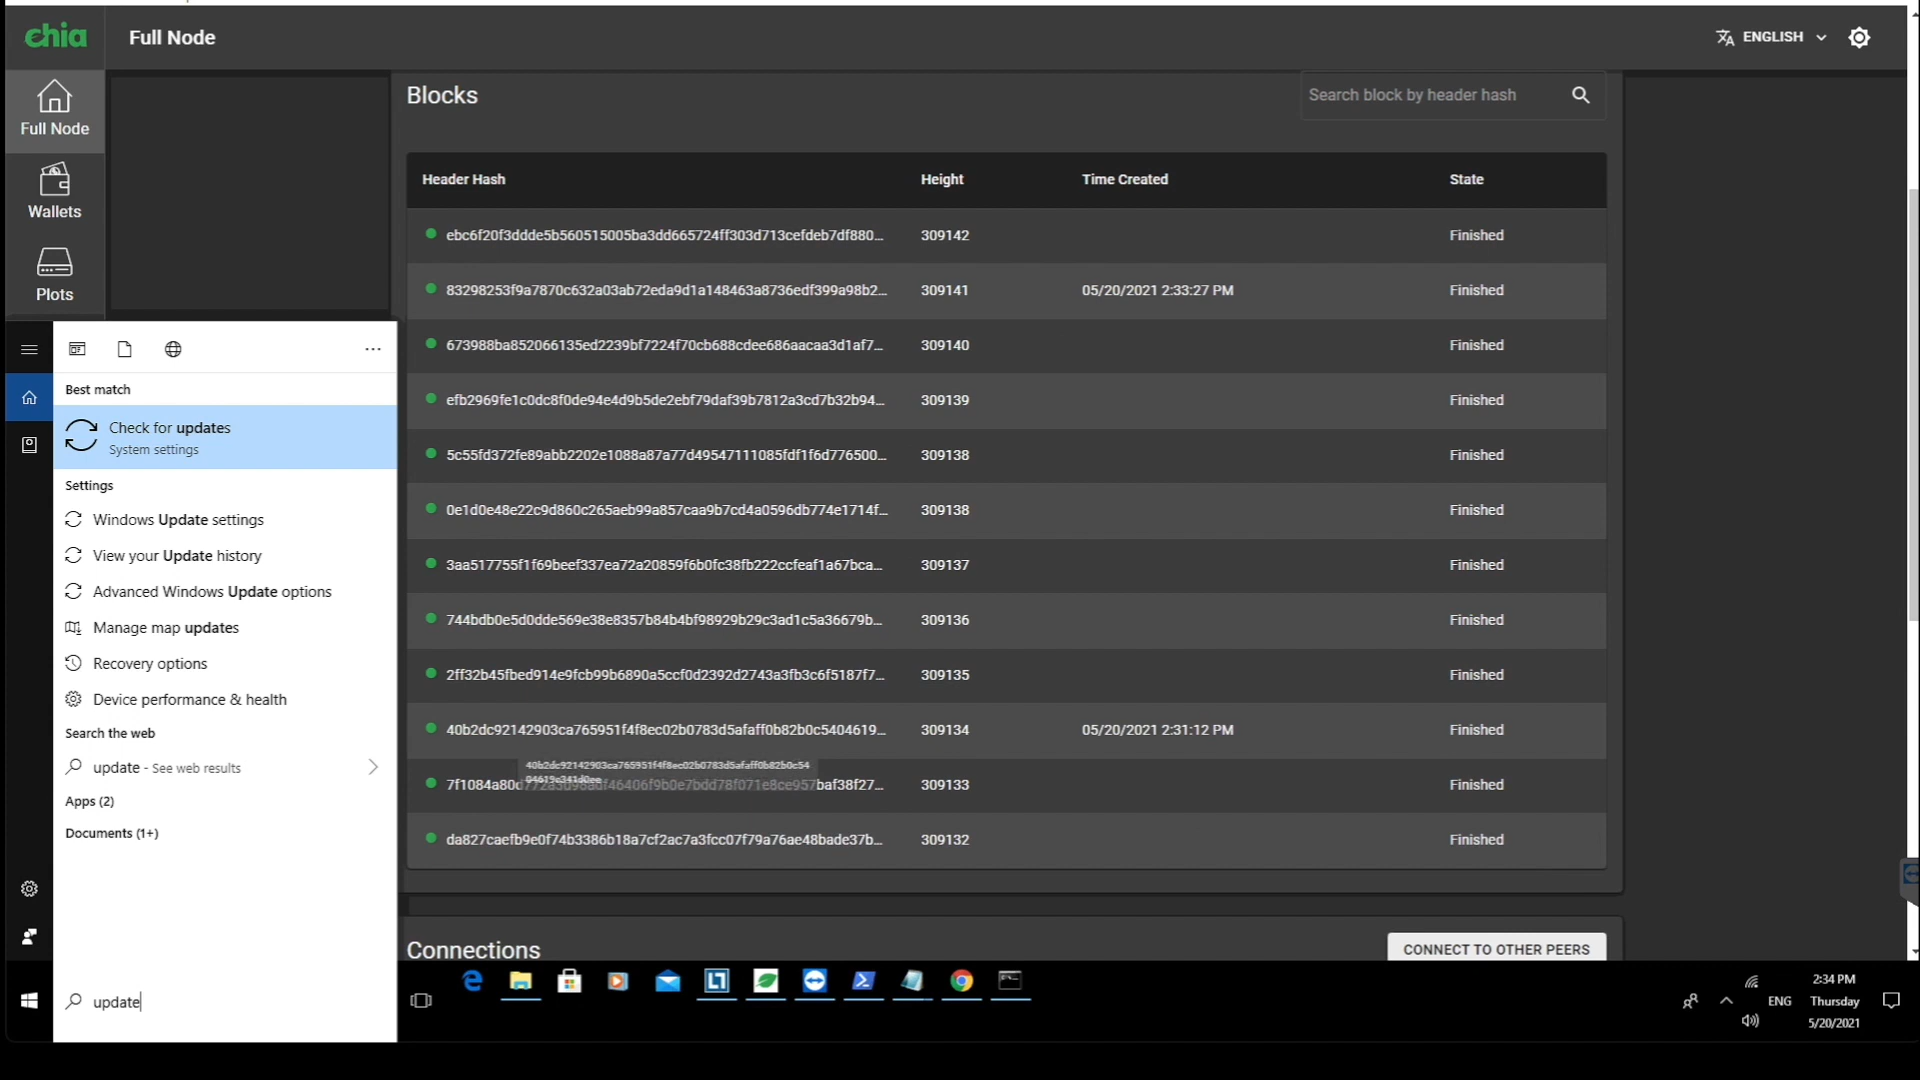 chia
Full Node
ENGLISH
Full Node
Wallets
Plots
Blocks
Search block by header hash
Header Hash Height Time Created State
ebc6f20f3ddde5b560515005ba3dd665724ff303d713cefdeb7df880... 309142 Finished
83298253f9a7870c632a03ab72eda9d1a148463a8736edf399a98b2... 309141 05/20/2021 2:33:27 PM Finished
673988ba852066135ed2239bf7224f70cb688cdee686aacaa3d1af7... 309140 Finished
efb2969fe1c0dc8f0de94e4d9b5de2ebf79daf39b7812a3cd7b32b94... 309139 Finished
5c55fd372fe89abb2202e1088a87a77d49547111085fdf1f6d776500... 309138 Finished
0e1d0e48e22c9d860c265aeb99a857caa9b7cd4a0596db774e1714f... 309138 Finished
3aa517755f1f69beef337ea72a20859f6b0fc38fb222ccfeaf1a67bca... 309137 Finished
744bdb0e5d0dde569e38e8357b84b4bf98929b29c3ad1c5a36679b... 309136 Finished
2ff32b45fbed914e9fcb99b6890a5ccf0d2392d2743a3fb3c6f5187f7... 309135 Finished
40b2dc92142903ca765951f4f8ec02b0783d5afaff0b82b0c5404619... 309134 05/20/2021 2:31:12 PM Finished
40b2dc92142903ca765951f4f8ec02b0783d5afaff0b82b0c54
04619e341d0ee
309133 Finished
da827caefb9e0f74b3386b18a7cf2ac7a3fcc07f79a76ae48bade37b... 309132 Finished
Connections
CONNECT TO OTHER PEERS
Best match
Check for updates
System settings
Settings
Windows Update settings
View your Update history
Advanced Windows Update options
Manage map updates
Recovery options
Device performance & health
Search the web
update - See web results
Apps (2)
Documents (1+)
update
ENG
2:34 PM
Thursday
5/20/2021